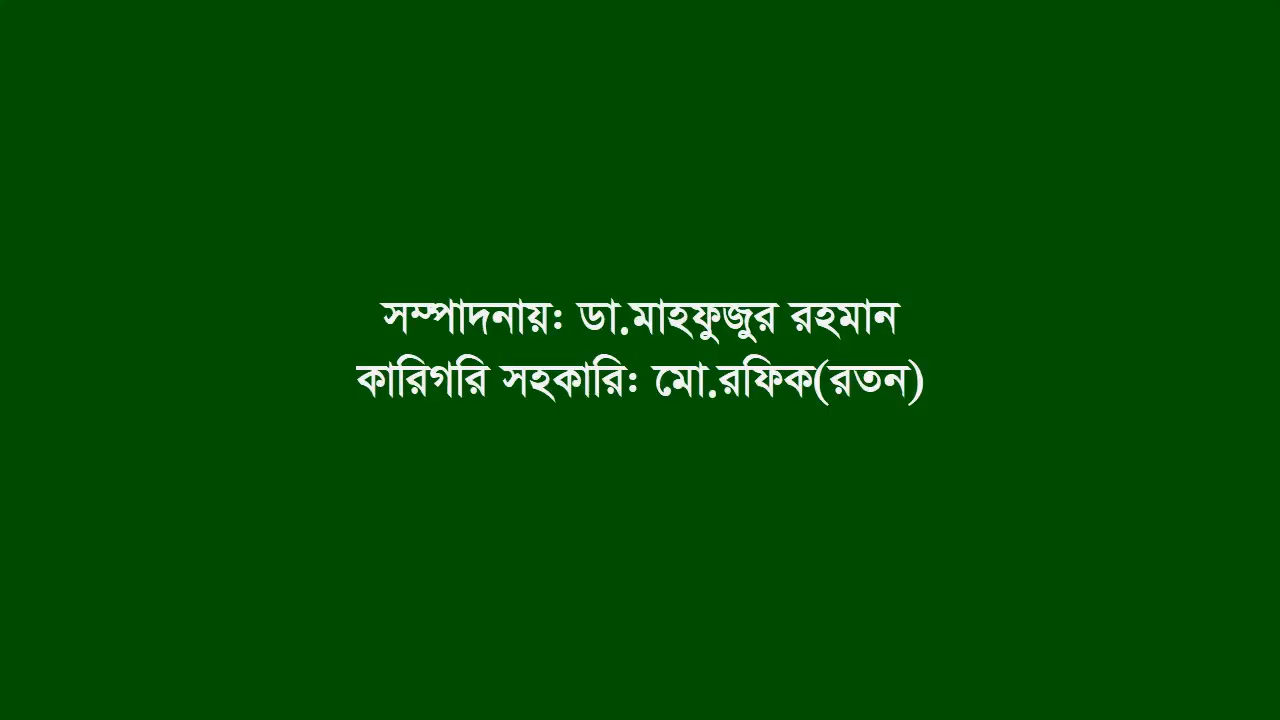 সম্পাদনায়: ডা.মাহফুজুর রহমান
কারিগরি সহকারি: মো.রফিক(রতন)